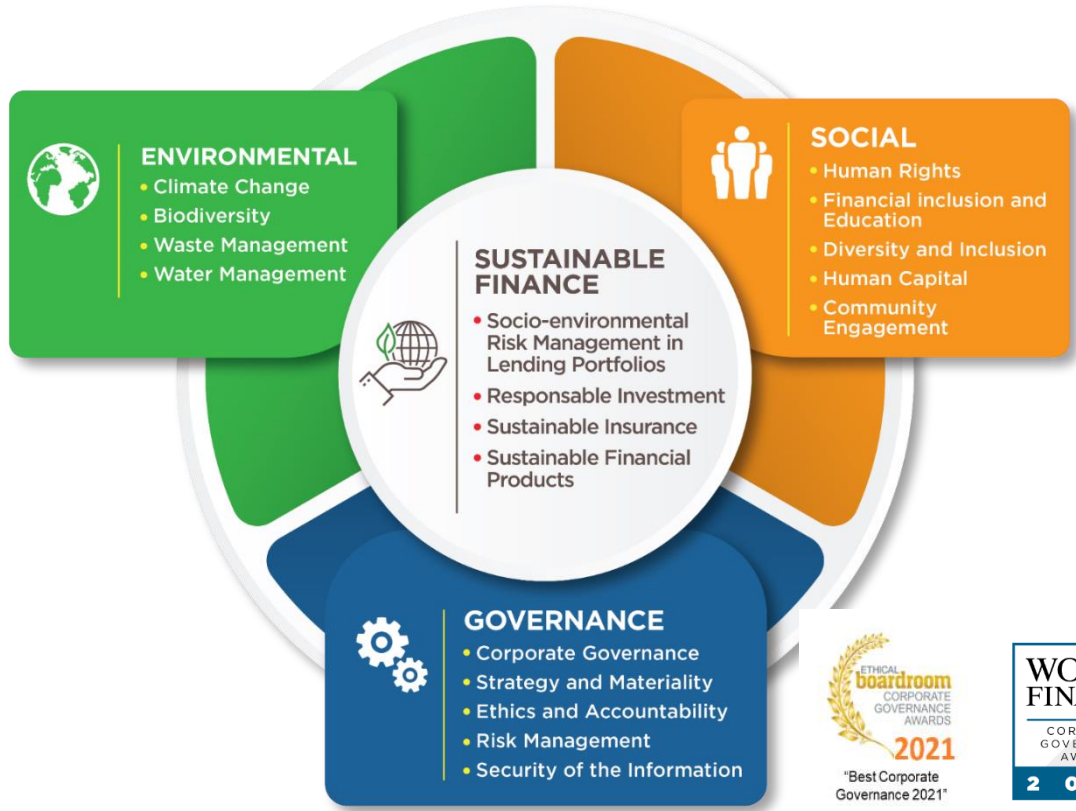 ENVIRONMENTAL
• Climate Change
• Biodiversity
• Waste Management
• Water Management
SOCIAL
• Human Rights
• Financial inclusion and
Education
• Diversity and Inclusion
• Human Capital
• Community
Engagement
SUSTAINABLE
FINANCE
• Socio-environmental
Risk Management in
Lending Portfolios
• Responsable Investment
• Sustainable Insurance
• Sustainable Financial
Products
GOVERNANCE
• Corporate Governance
• Strategy and Materiality
• Ethics and Accountability
• Risk Management
• Security of the Information
ETHICAL
boardroom
CORPORATE
GOVERNANCE
AWARDS
2021
"Best Corporate
Governance 2021"